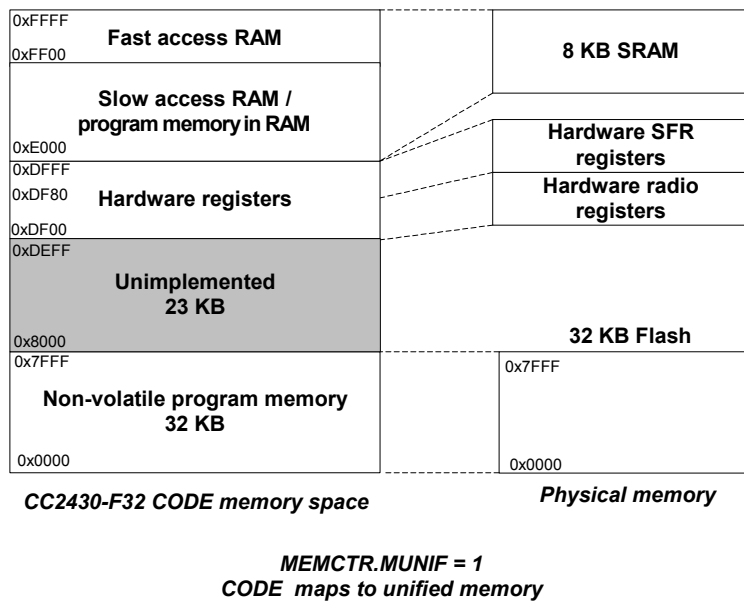 0xFFFF
Fast access RAM
0xFF00
Slow access RAM /
program memory in RAM
0xE000
0xDFFF
0xDF80
Hardware registers
0xDF00
0xDEFF
Unimplemented
23 KB
0x8000
0x7FFF
Non-volatile program memory
32 KB
0x0000
CC2430-F32 CODE memory space
8 KB SRAM
Hardware SFR
registers
Hardware radio
registers
32 KB Flash
0x7FFF
0x0000
Physical memory
MEMCTR.MUNIF = 1
CODE maps to unified memory